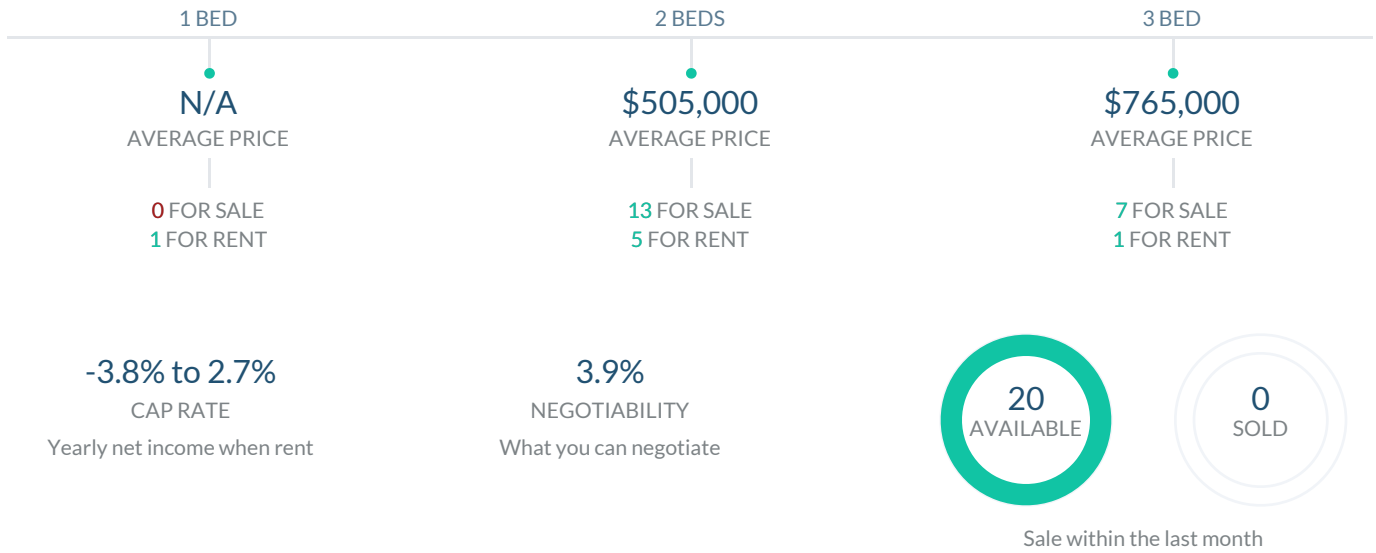 1 BED
N/A
AVERAGE PRICE
0 FOR SALE
1 FOR RENT
2 BEDS
$505,000
AVERAGE PRICE
13 FOR SALE
5 FOR RENT
3 BED
$765,000
AVERAGE PRICE
7 FOR SALE
1 FOR RENT
-3.8% to 2.7%
CAP RATE
Yearly net income when rent
3.9%
NEGOTIABILITY
What you can negotiate
20
AVAILABLE
0
SOLD
Sale within the last month